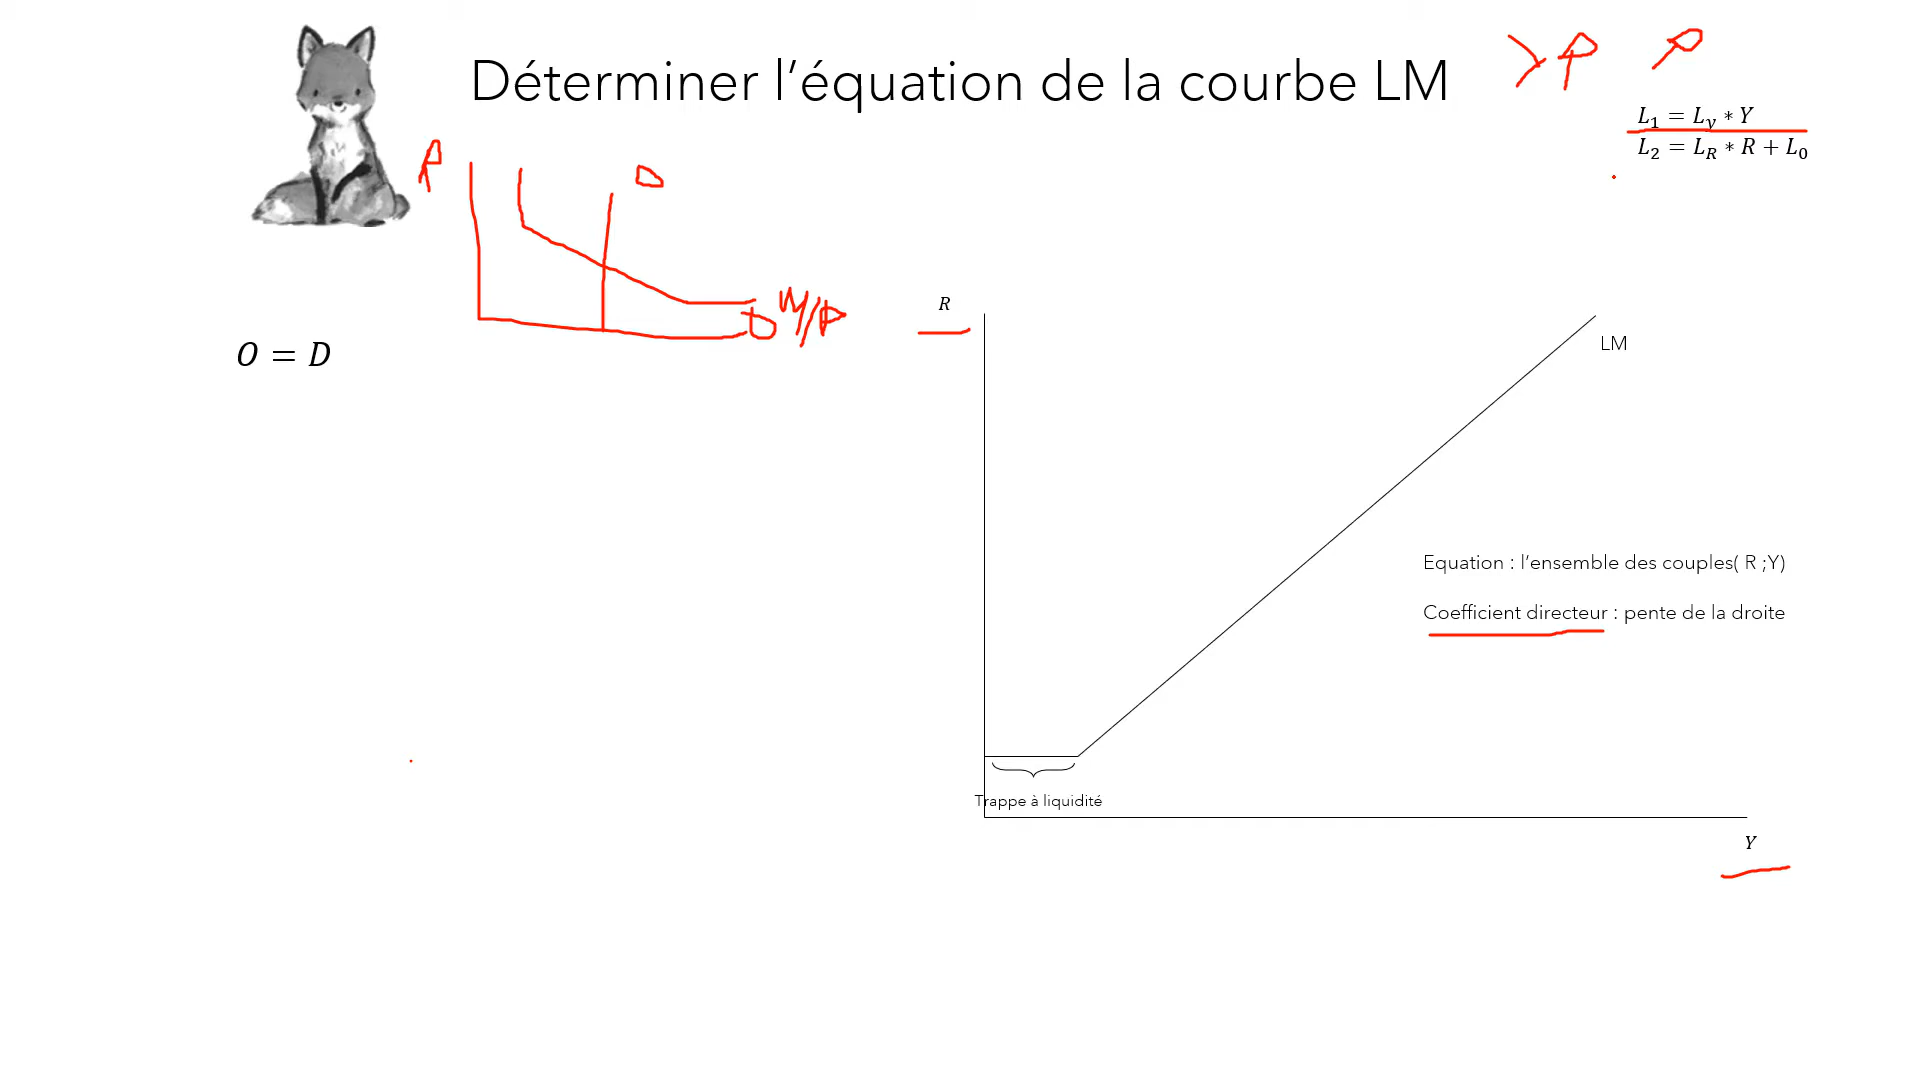 Déterminer l’équation de la courbe LM
L₁ = L_y ∗ Y
L₂ = L_R ∗ R + L₀
O = D
R
LM
Equation : l’ensemble des couples( R ;Y)
Coefficient directeur : pente de la droite
Trappe à liquidité
Y